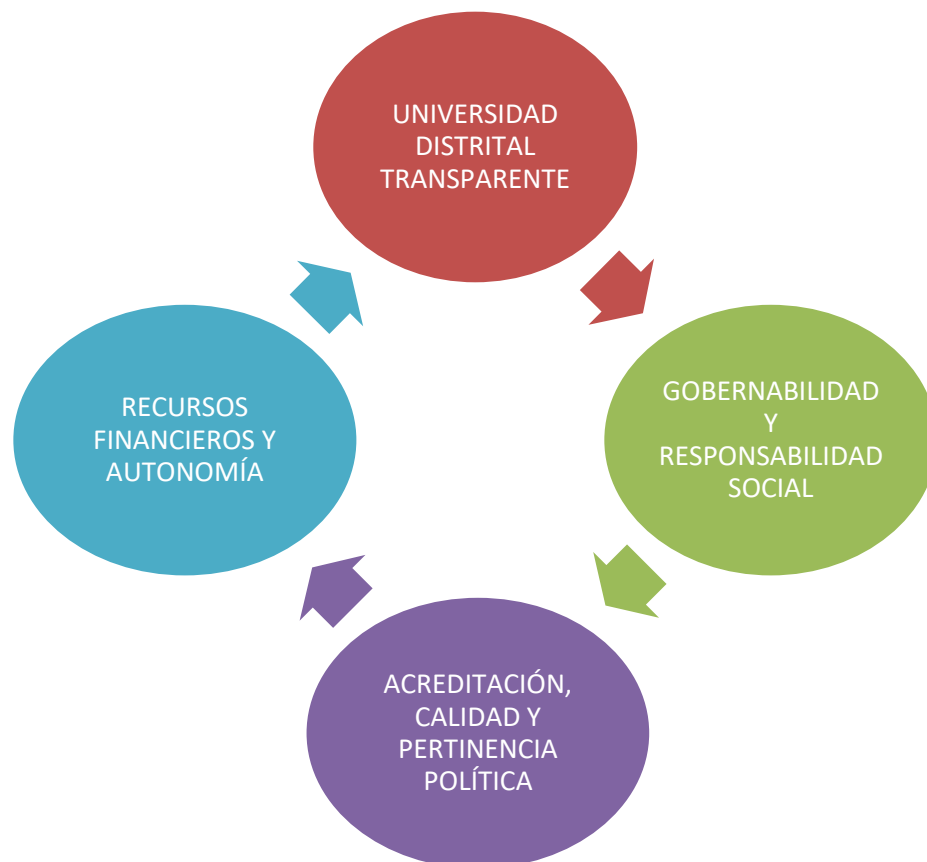 UNIVERSIDAD
DISTRITAL
TRANSPARENTE
GOBERNABILIDAD
Y
RESPONSABILIDAD
SOCIAL
ACREDITACIÓN,
CALIDAD Y
PERTINENCIA
POLÍTICA
RECURSOS
FINANCIEROS Y
AUTONOMÍA